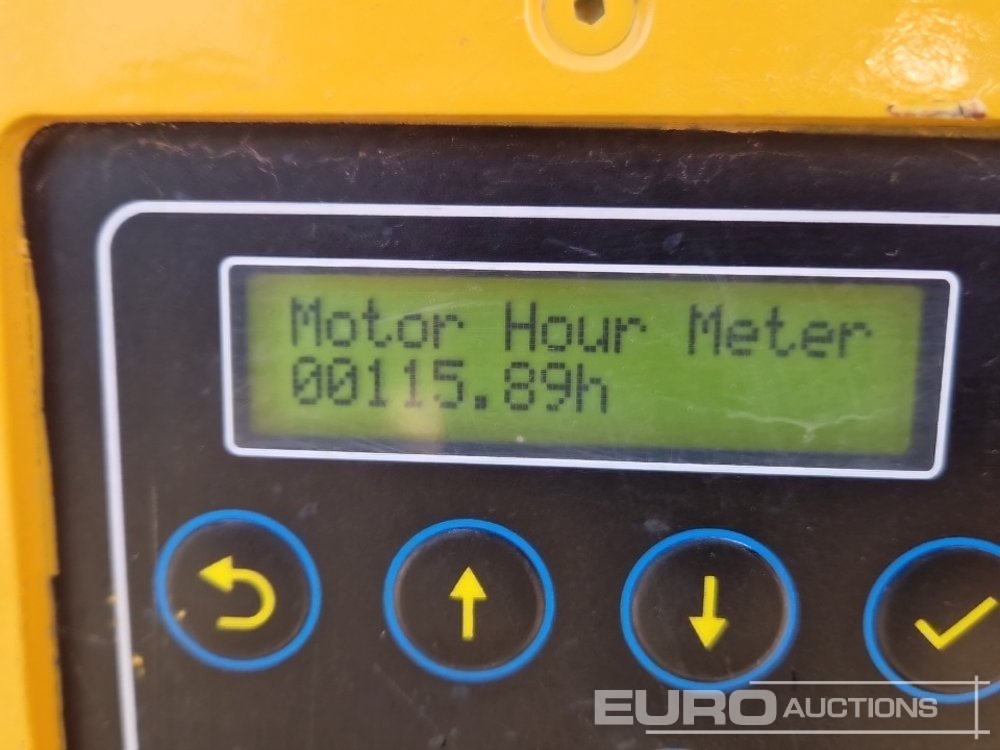 Motor Hour Meter
00115.89h
EURO AUCTIONS